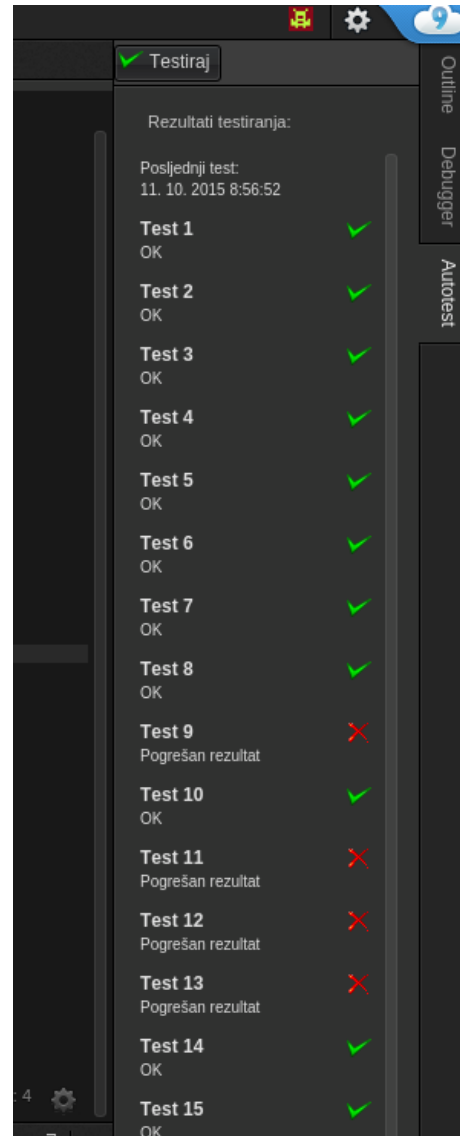 9
Testiraj
Rezultati testiranja:
Posljednji test:
11. 10. 2015 8:56:52
Test 1
OK
Test 2
OK
Test 3
OK
Test 4
OK
Test 5
OK
Test 6
OK
Test 7
OK
Test 8
OK
Test 9
Pogrešan rezultat
Test 10
OK
Test 11
Pogrešan rezultat
Test 12
Pogrešan rezultat
Test 13
Pogrešan rezultat
Test 14
OK
Test 15
OK
Outline
Debugger
Autotest
: 4